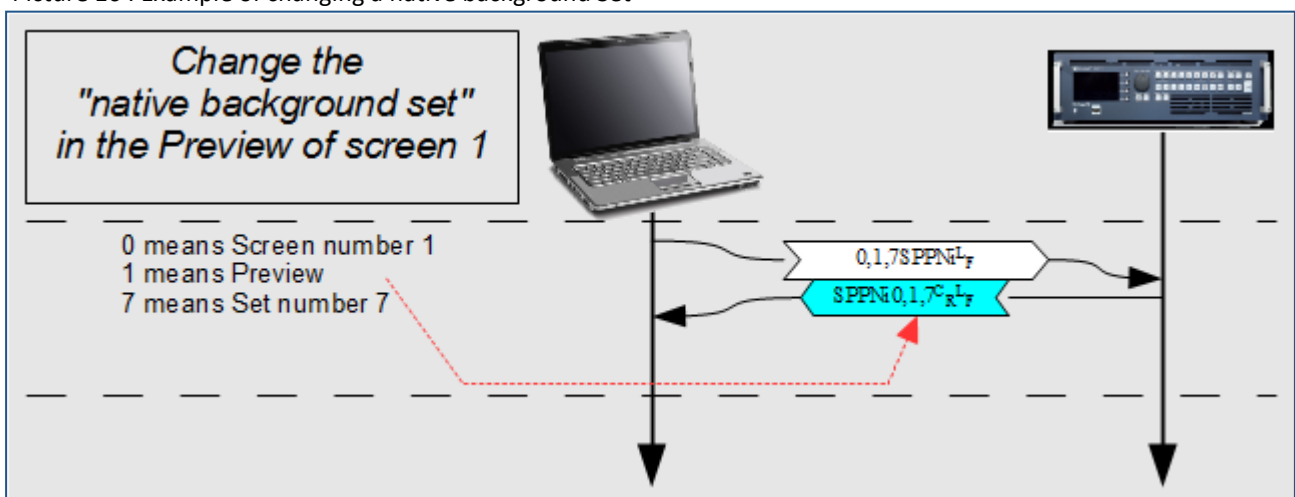 Change the
"native background set"
in the Preview of screen 1
0 means Screen number 1
1 means Preview
7 means Set number 7
0,1,7SPPNiLF
SPPNi0,1,7CRLF